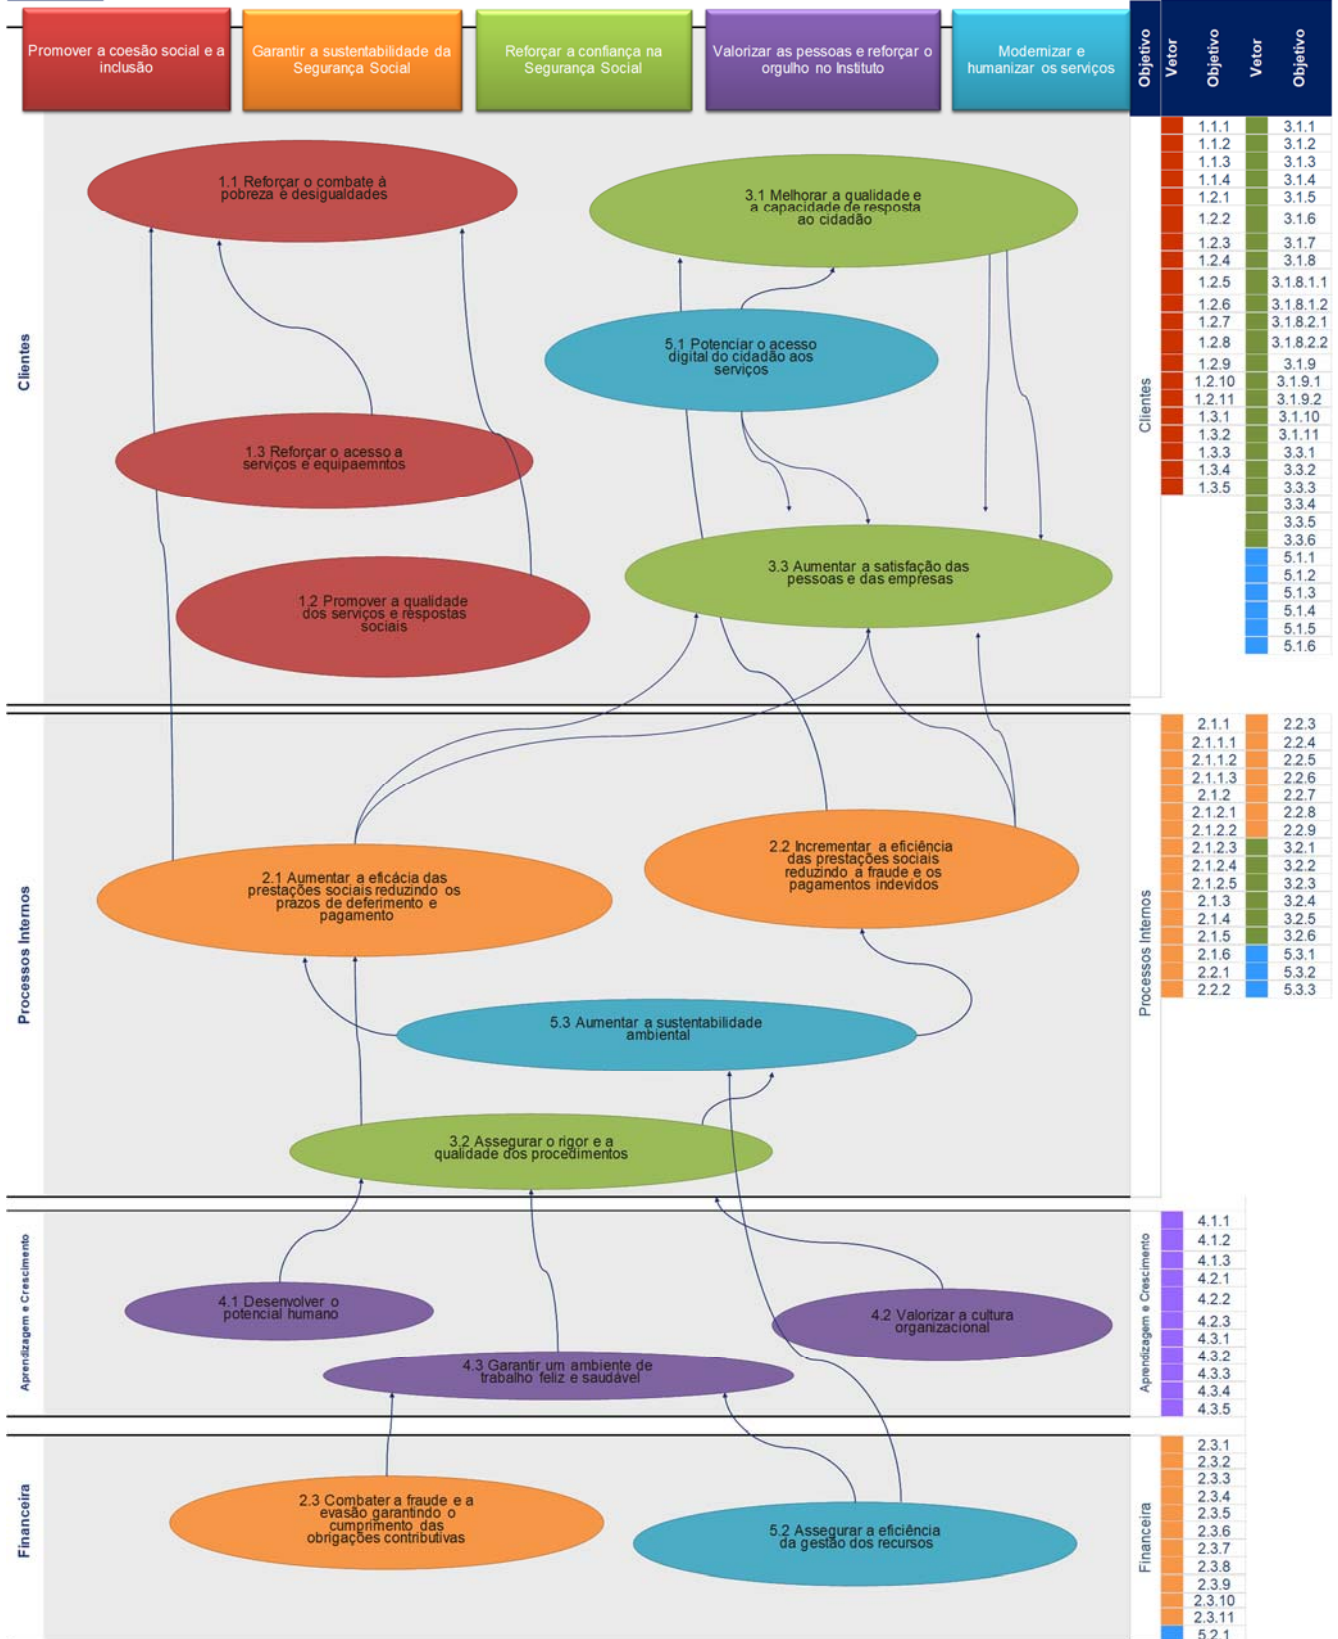 Promover a coesão social e a
inclusão
Garantir a sustentabilidade da
Segurança Social
Reforçar a confiança na
Segurança Social
Valorizar as pessoas e reforçar o
orgulho no Instituto
Modernizar e
humanizar os serviços
Objetivo
Vetor
Objetivo
Vetor
Objetivo
Clientes
1.1 Reforçar o combate à
pobreza e desigualdades
3.1 Melhorar a qualidade e
a capacidade de resposta
ao cidadão
5.1 Potenciar o acesso
digital do cidadão aos
serviços
1.3 Reforçar o acesso a
serviços e equipaemntos
3.3 Aumentar a satisfação das
pessoas e das empresas
1.2 Promover a qualidade
dos serviços e respostas
sociais
Clientes
1.1.1 3.1.1
1.1.2 3.1.2
1.1.3 3.1.3
1.1.4 3.1.4
1.2.1 3.1.5
1.2.2 3.1.6
1.2.3 3.1.7
1.2.4 3.1.8
1.2.5 3.1.8.1.1
1.2.6 3.1.8.1.2
1.2.7 3.1.8.2.1
1.2.8 3.1.8.2.2
1.2.9 3.1.9
1.2.10 3.1.9.1
1.2.11 3.1.9.2
1.3.1 3.1.10
1.3.2 3.1.11
1.3.3 3.3.1
1.3.4 3.3.2
1.3.5 3.3.3
3.3.4
3.3.5
3.3.6
5.1.1
5.1.2
5.1.3
5.1.4
5.1.5
5.1.6
Processos Internos
2.1 Aumentar a eficácia das
prestações sociais reduzindo os
prazos de deferimento e
pagamento
2.2 Incrementar a eficiência
das prestações sociais
reduzindo a fraude e os
pagamentos indevidos
5.3 Aumentar a sustentabilidade
ambiental
3.2 Assegurar o rigor e a
qualidade dos procedimentos
Processos Internos
2.1.1 2.2.3
2.1.1.1 2.2.4
2.1.1.2 2.2.5
2.1.1.3 2.2.6
2.1.2 2.2.7
2.1.2.1 2.2.8
2.1.2.2 2.2.9
2.1.2.3 3.2.1
2.1.2.4 3.2.2
2.1.2.5 3.2.3
2.1.3 3.2.4
2.1.4 3.2.5
2.1.5 3.2.6
2.1.6 5.3.1
2.2.1 5.3.2
2.2.2 5.3.3
Aprendizagem e Crescimento
4.1 Desenvolver o
potencial humano
4.2 Valorizar a cultura
organizacional
4.3 Garantir um ambiente de
trabalho feliz e saudável
Aprendizagem e Crescimento
4.1.1
4.1.2
4.1.3
4.2.1
4.2.2
4.2.3
4.3.1
4.3.2
4.3.3
4.3.4
4.3.5
Financeira
2.3 Combater a fraude e a
evasão garantindo o
cumprimento das
obrigações contributivas
5.2 Assegurar a eficiência
da gestão dos recursos
Financeira
2.3.1
2.3.2
2.3.3
2.3.4
2.3.5
2.3.6
2.3.7
2.3.8
2.3.9
2.3.10
2.3.11
5.2.1